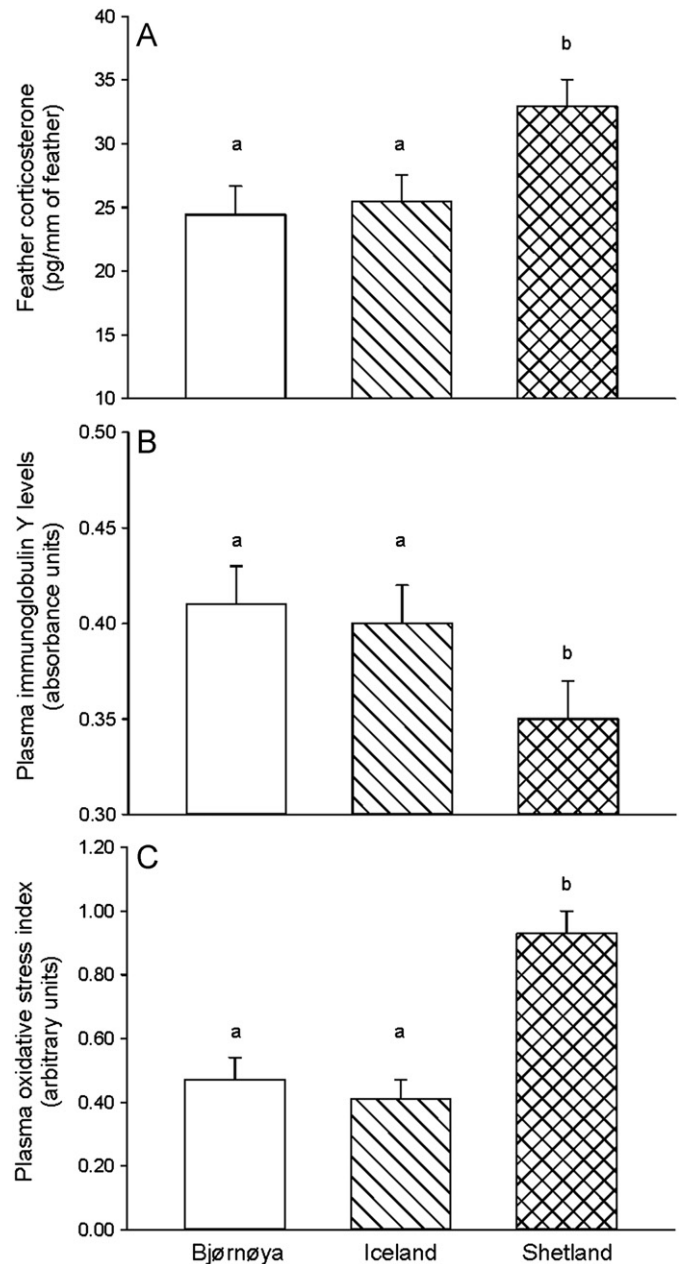 A
Feather corticosterone
(pg/mm of feather)
40
35
30
25
20
15
10
a
a
b
B
Plasma immunoglobulin Y levels
(absorbance units)
0.50
0.45
0.40
0.35
0.30
a
a
b
C
Plasma oxidative stress index
(arbitrary units)
1.20
1.00
0.80
0.60
0.40
0.20
0.00
a
a
b
Bjørnøya
Iceland
Shetland